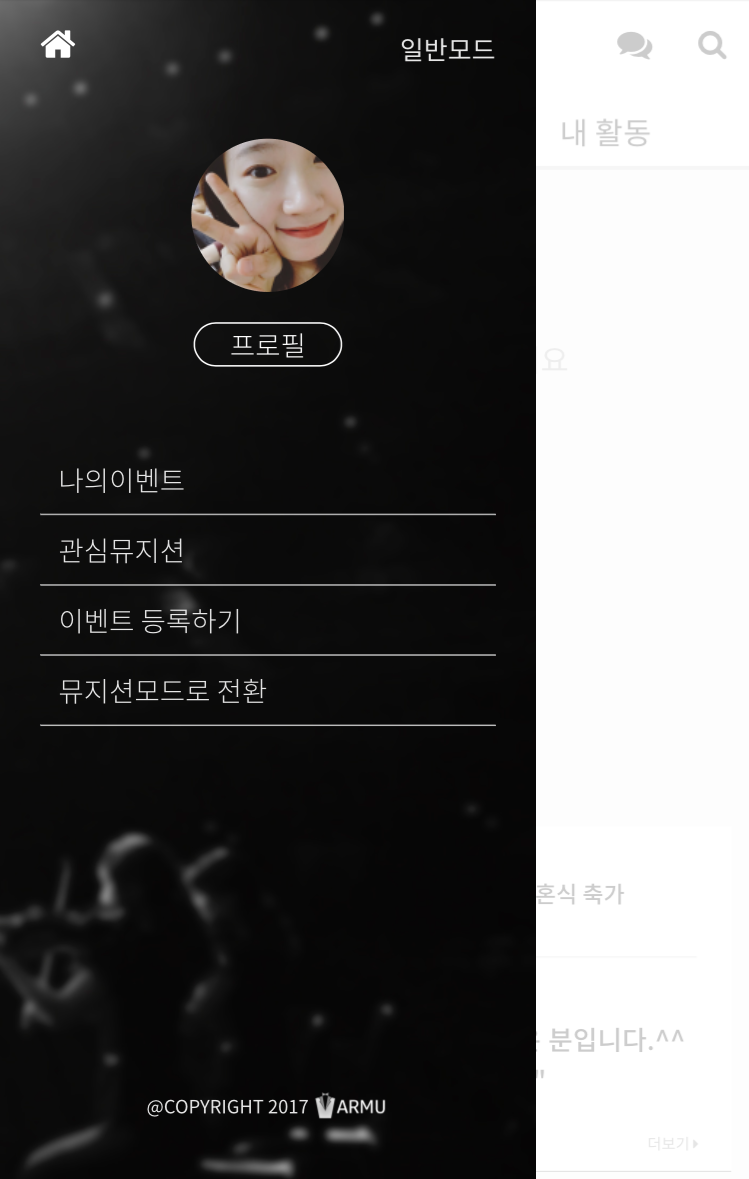 일반모드
내 활동
프로필
요
나의이벤트
관심뮤지션
이벤트 등록하기
뮤지션모드로 전환
혼식 축가
분입니다.^^
"
@COPYRIGHT 2017 ARMU
더보기